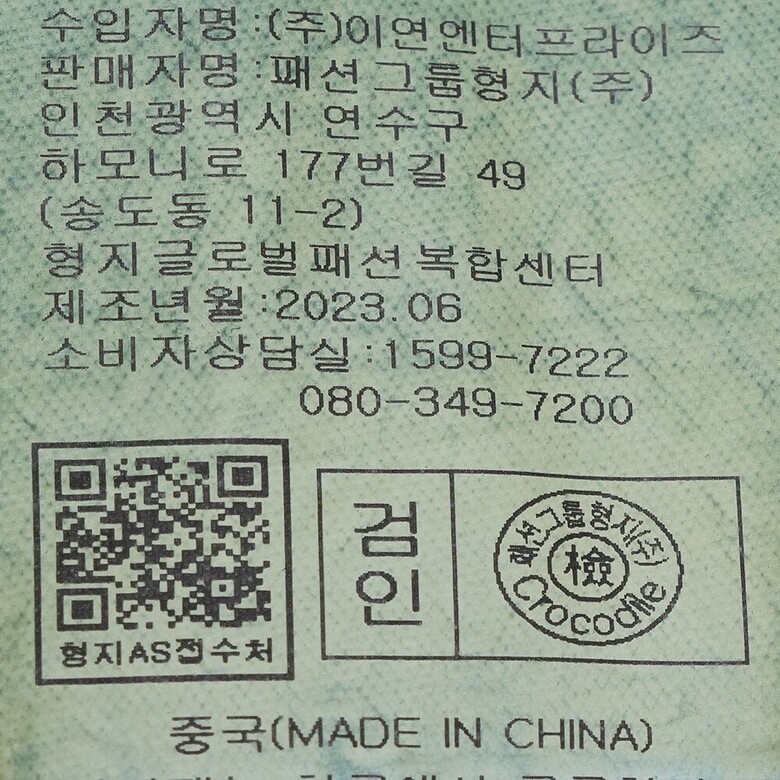 수입자명:(주)이연엔터프라이즈
판매자명:패션그룹형지(주)
인천광역시 연수구
하모니로 177번길 49
(송도동 11-2)
형지글로벌패션복합센터
제조년월:2023.06
소비자상담실:1599-7222
080-349-7200
형지AS접수처
검인
패션그룹형지(주)
檢
Crocodile
중국(MADE IN CHINA)